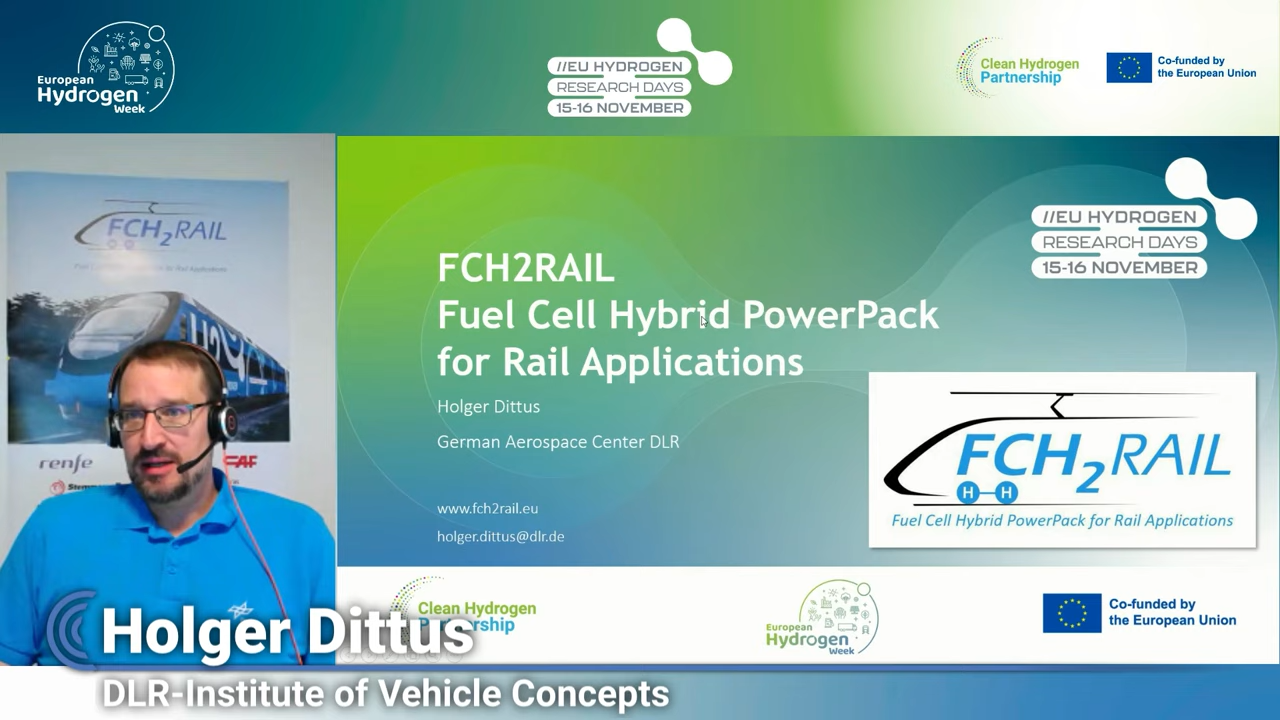 European
Hydrogen
Week
//EU HYDROGEN
RESEARCH DAYS
15-16 NOVEMBER
Clean Hydrogen
Partnership
Co-funded by
the European Union
FCH2RAIL
renfe
//EU HYDROGEN
RESEARCH DAYS
15-16 NOVEMBER
FCH2RAIL
Fuel Cell Hybrid PowerPack
for Rail Applications
Holger Dittus
German Aerospace Center DLR
www.fch2rail.eu
holger.dittus@dlr.de
FCH2RAIL
H H
Fuel Cell Hybrid PowerPack for Rail Applications
Clean Hydrogen
European
Hydrogen
Week
Co-funded by
the European Union
Holger Dittus
DLR-Institute of Vehicle Concepts